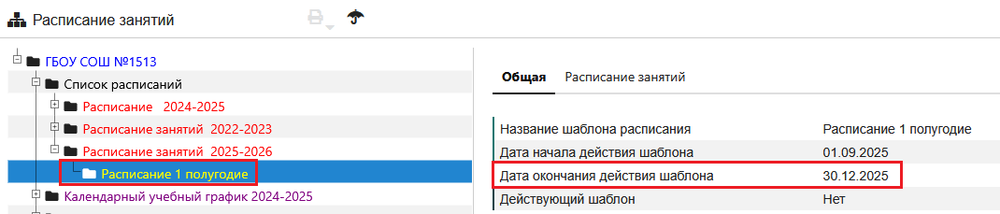 Расписание занятий
ГБОУ СОШ №1513
Список расписаний
Расписание 2024-2025
Расписание занятий 2022-2023
Расписание занятий 2025-2026
Расписание 1 полугодие
Календарный учебный график 2024-2025
Общая Расписание занятий
Название шаблона расписания Расписание 1 полугодие
Дата начала действия шаблона 01.09.2025
Дата окончания действия шаблона 30.12.2025
Действующий шаблон Нет